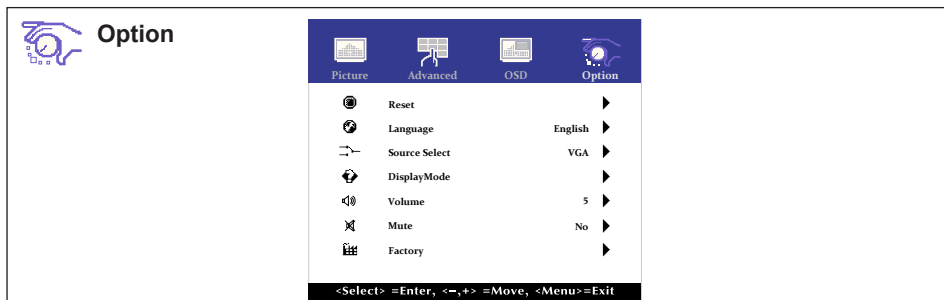 Option
Picture Advanced OSD Option
Reset
Language English
Source Select VGA
DisplayMode
Volume 5
Mute No
Factory
<Select> =Enter, <−,+> =Move, <Menu>=Exit